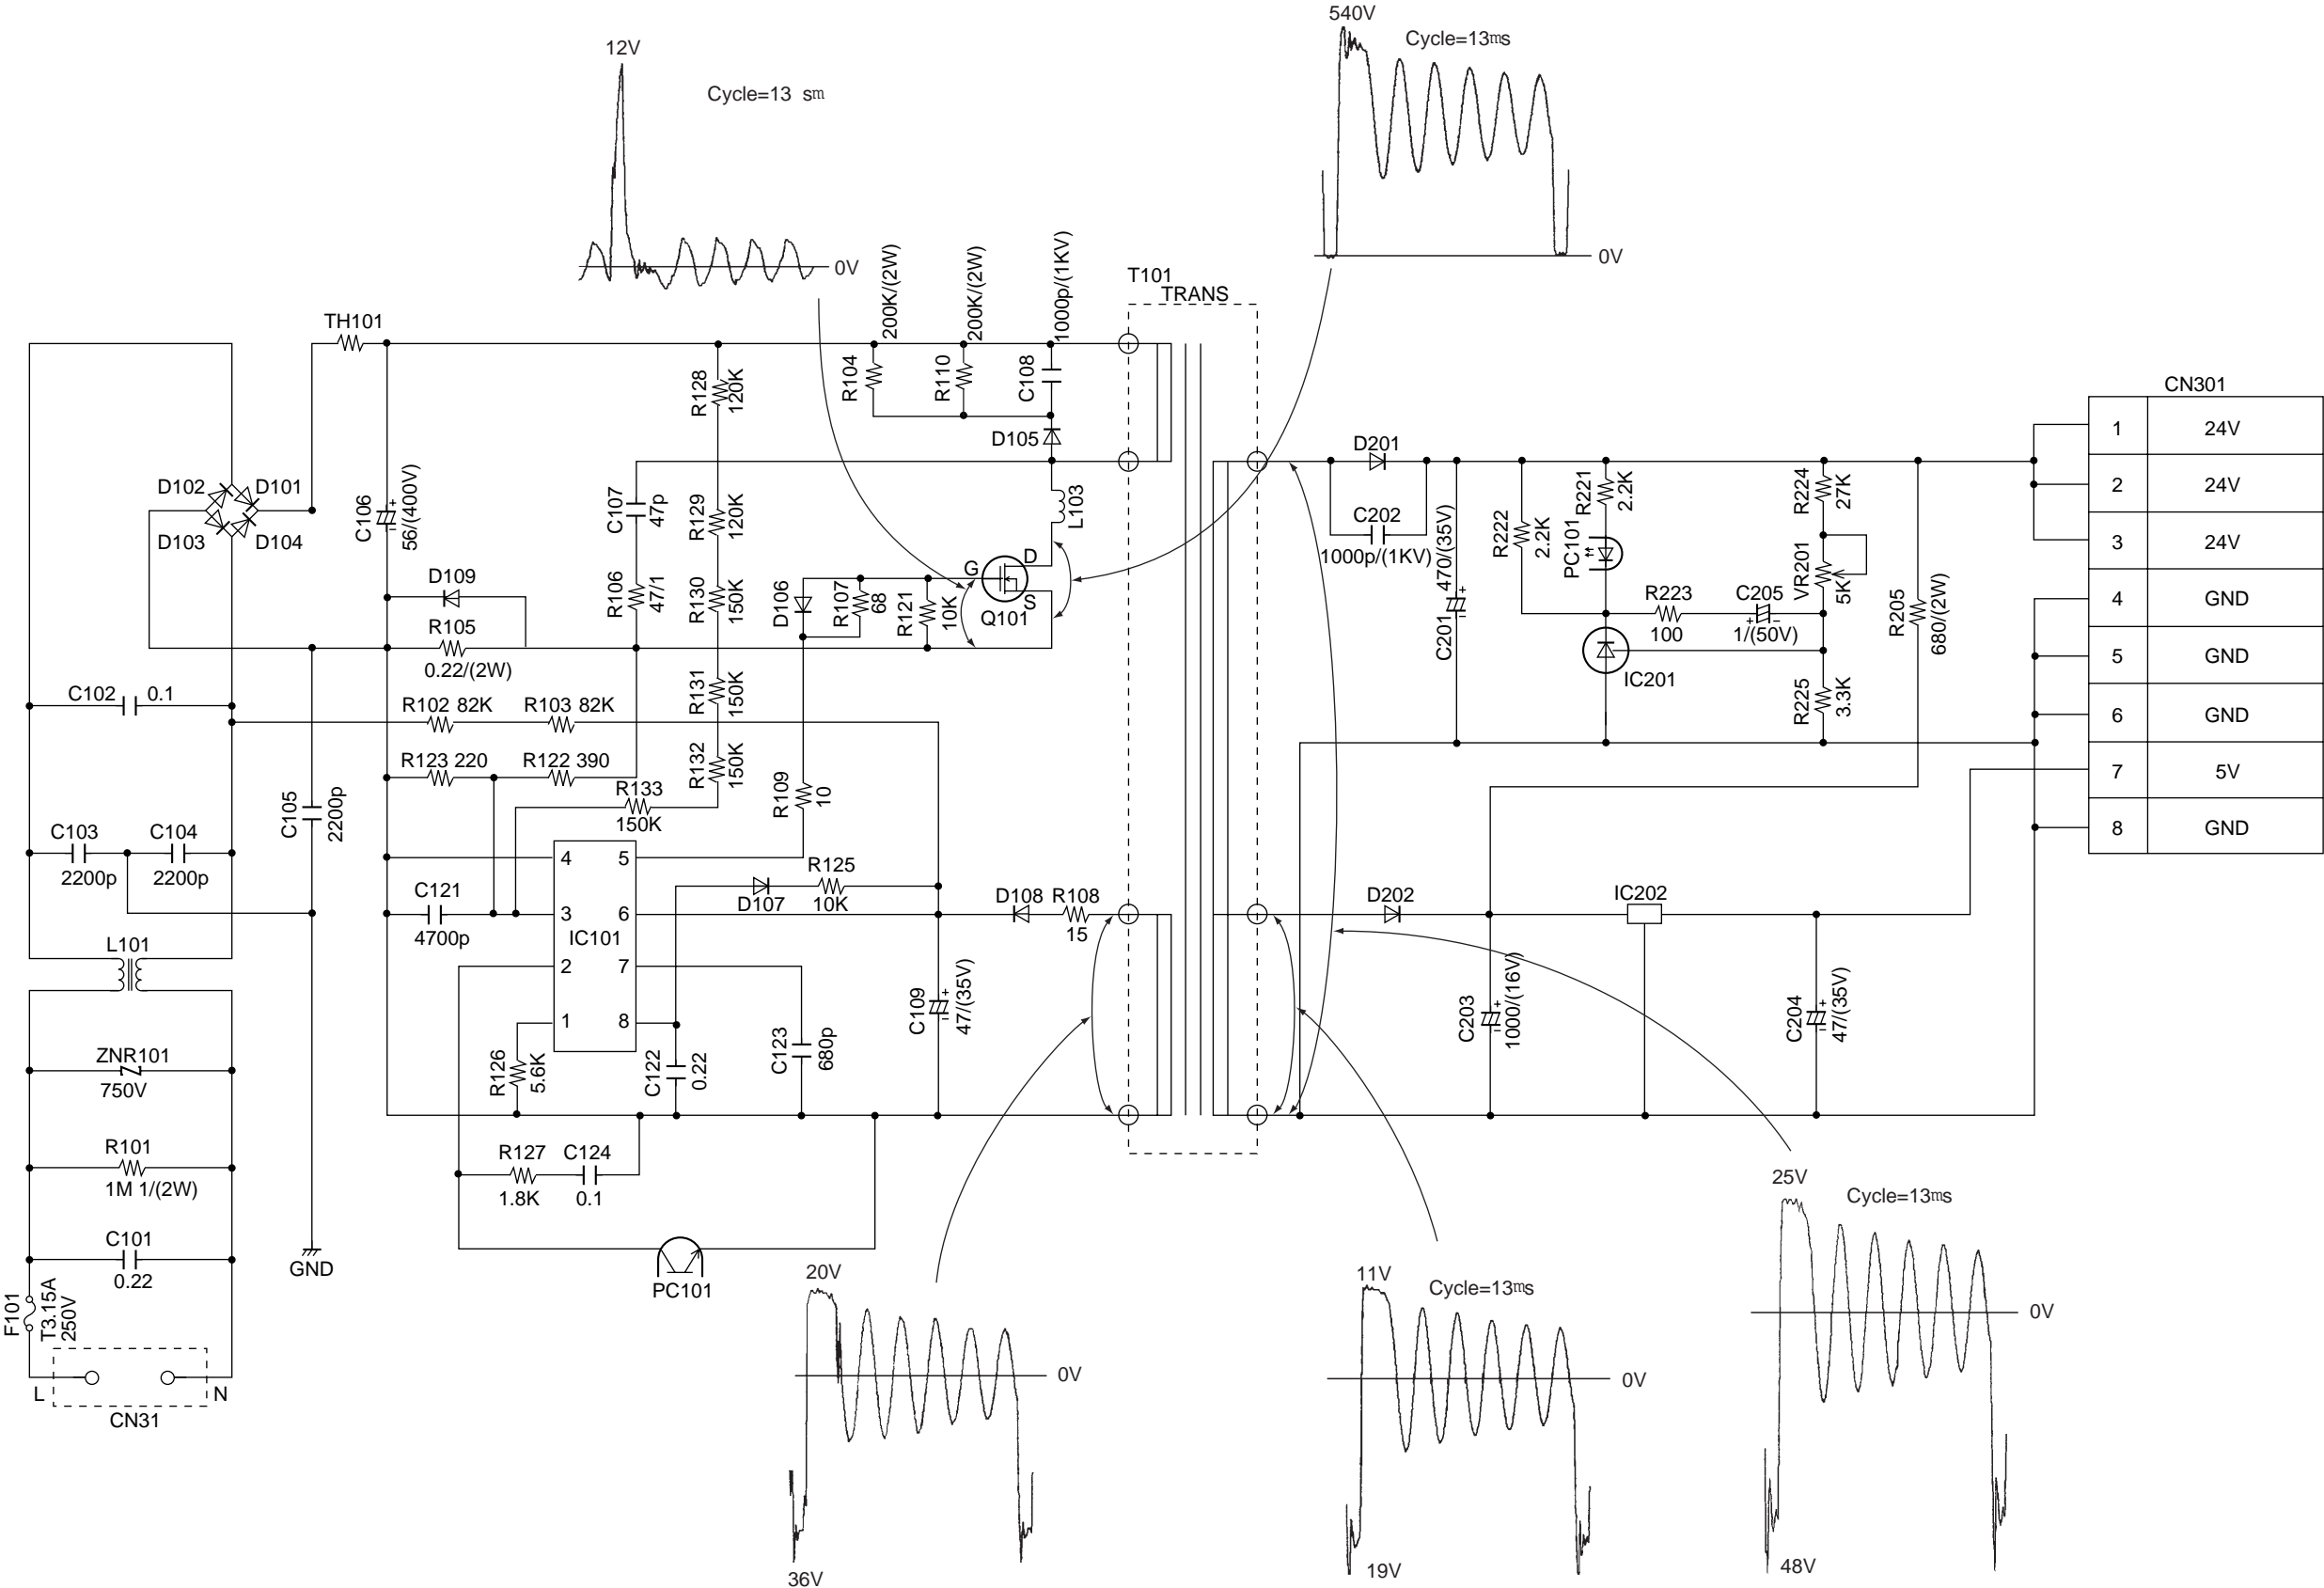 540V
12V
Cycle=13ms
Cycle=13 sm
0V
0V
200K/(2W)
200K/(2W)
1000p/(1KV)
T101
TRANS
TH101
R104
R110
C108
R128
120K
D105
CN301
1 24V
2 24V
3 24V
4 GND
5 GND
6 GND
7 5V
8 GND
D102
D101
D103
D104
C106
56/(400V)
C107
47p
R129
120K
L103
D201
C202
1000p/(1KV)
470/(35V)
C201
R222
2.2K
R221
2.2K
PC101
R224
27K
VR201
5K
R205
680/(2W)
D109
R105
0.22/(2W)
R106
47/1
R130
150K
D106
R107
68
R121
10K
G
D
S
Q101
R223
100
C205
1/(50V)
IC201
R225
3.3K
C102
0.1
R102 82K
R103 82K
R131
150K
R123 220
R122 390
R132
150K
R133
150K
R109
10
C105
2200p
C103
2200p
C104
2200p
4
5
3
6
IC101
2
7
1
8
C121
4700p
R125
10K
D107
D108
R108
15
D202
IC202
L101
C109
47/(35V)
C203
1000/(16V)
C204
47/(35V)
ZNR101
750V
R126
5.6K
C122
0.22
C123
680p
R101
1M 1/(2W)
R127
1.8K
C124
0.1
C101
0.22
GND
PC101
F101
T3.15A
250V
L
N
CN31
20V
0V
36V
11V
Cycle=13ms
0V
19V
25V
Cycle=13ms
0V
48V